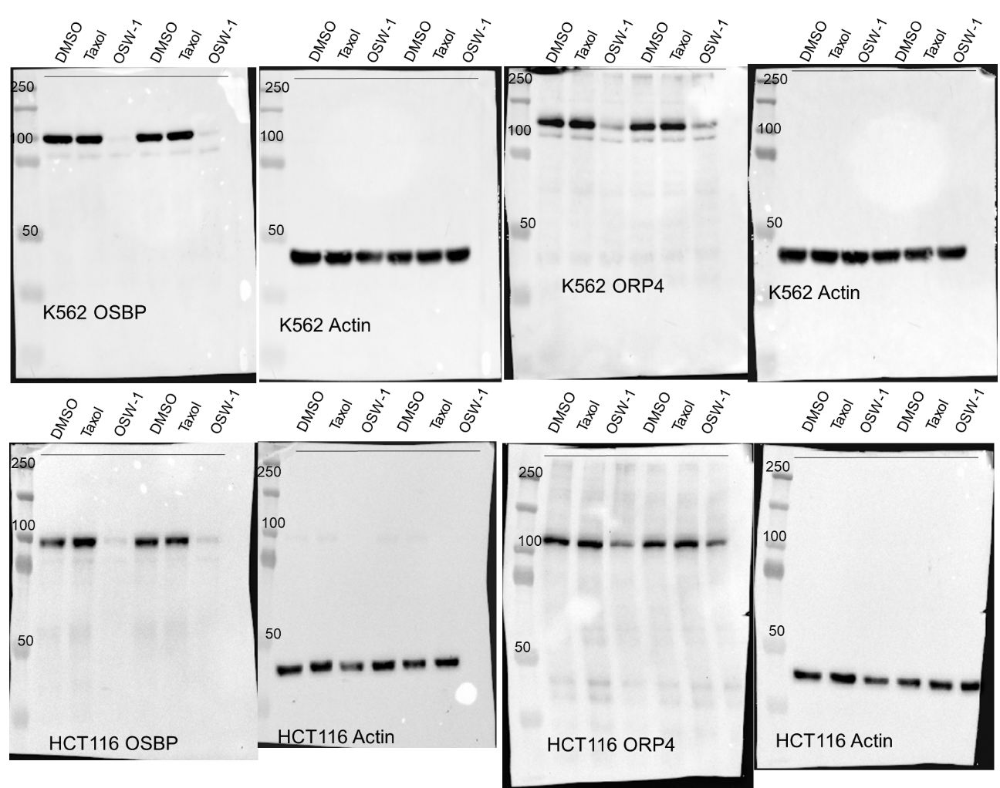 DMSO Taxol OSW-1 DMSO Taxol OSW-1
DMSO Taxol OSW-1 DMSO Taxol OSW-1
DMSO Taxol OSW-1 DMSO Taxol OSW-1
DMSO Taxol OSW-1 DMSO Taxol OSW-1
250
100
50
K562 OSBP
250
100
50
K562 Actin
250
100
50
K562 ORP4
250
100
50
K562 Actin
DMSO Taxol OSW-1 DMSO Taxol OSW-1
DMSO Taxol OSW-1 DMSO Taxol OSW-1
DMSO Taxol OSW-1 DMSO Taxol OSW-1
DMSO Taxol OSW-1 DMSO Taxol OSW-1
250
100
50
HCT116 OSBP
250
100
50
HCT116 Actin
250
100
50
HCT116 ORP4
250
100
50
HCT116 Actin